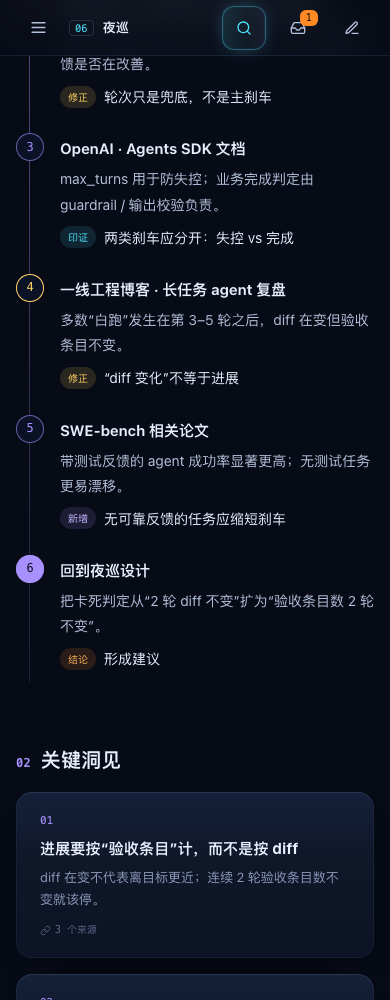 06 夜巡
1
馈是否在改善。
修正 轮次只是兜底，不是主刹车
3
OpenAI · Agents SDK 文档
max_turns 用于防失控；业务完成判定由
guardrail / 输出校验负责。
印证 两类刹车应分开：失控 vs 完成
4
一线工程博客 · 长任务 agent 复盘
多数“白跑”发生在第 3–5 轮之后，diff 在变但验收
条目不变。
修正 “diff 变化”不等于进展
5
SWE-bench 相关论文
带测试反馈的 agent 成功率显著更高；无测试任务
更易漂移。
新增 无可靠反馈的任务应缩短刹车
6
回到夜巡设计
把卡死判定从“2 轮 diff 不变”扩为“验收条目数 2 轮
不变”。
结论 形成建议
02 关键洞见
01
进展要按“验收条目”计，而不是按 diff
diff 在变不代表离目标更近；连续 2 轮验收条目数不
变就该停。
3 个来源